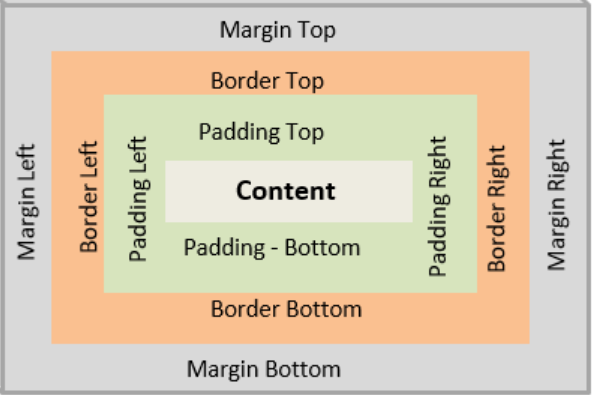 Margin Top
Border Top
Padding Top
Margin Left
Border Left
Padding Left
Content
Padding Right
Border Right
Margin Right
Padding - Bottom
Border Bottom
Margin Bottom